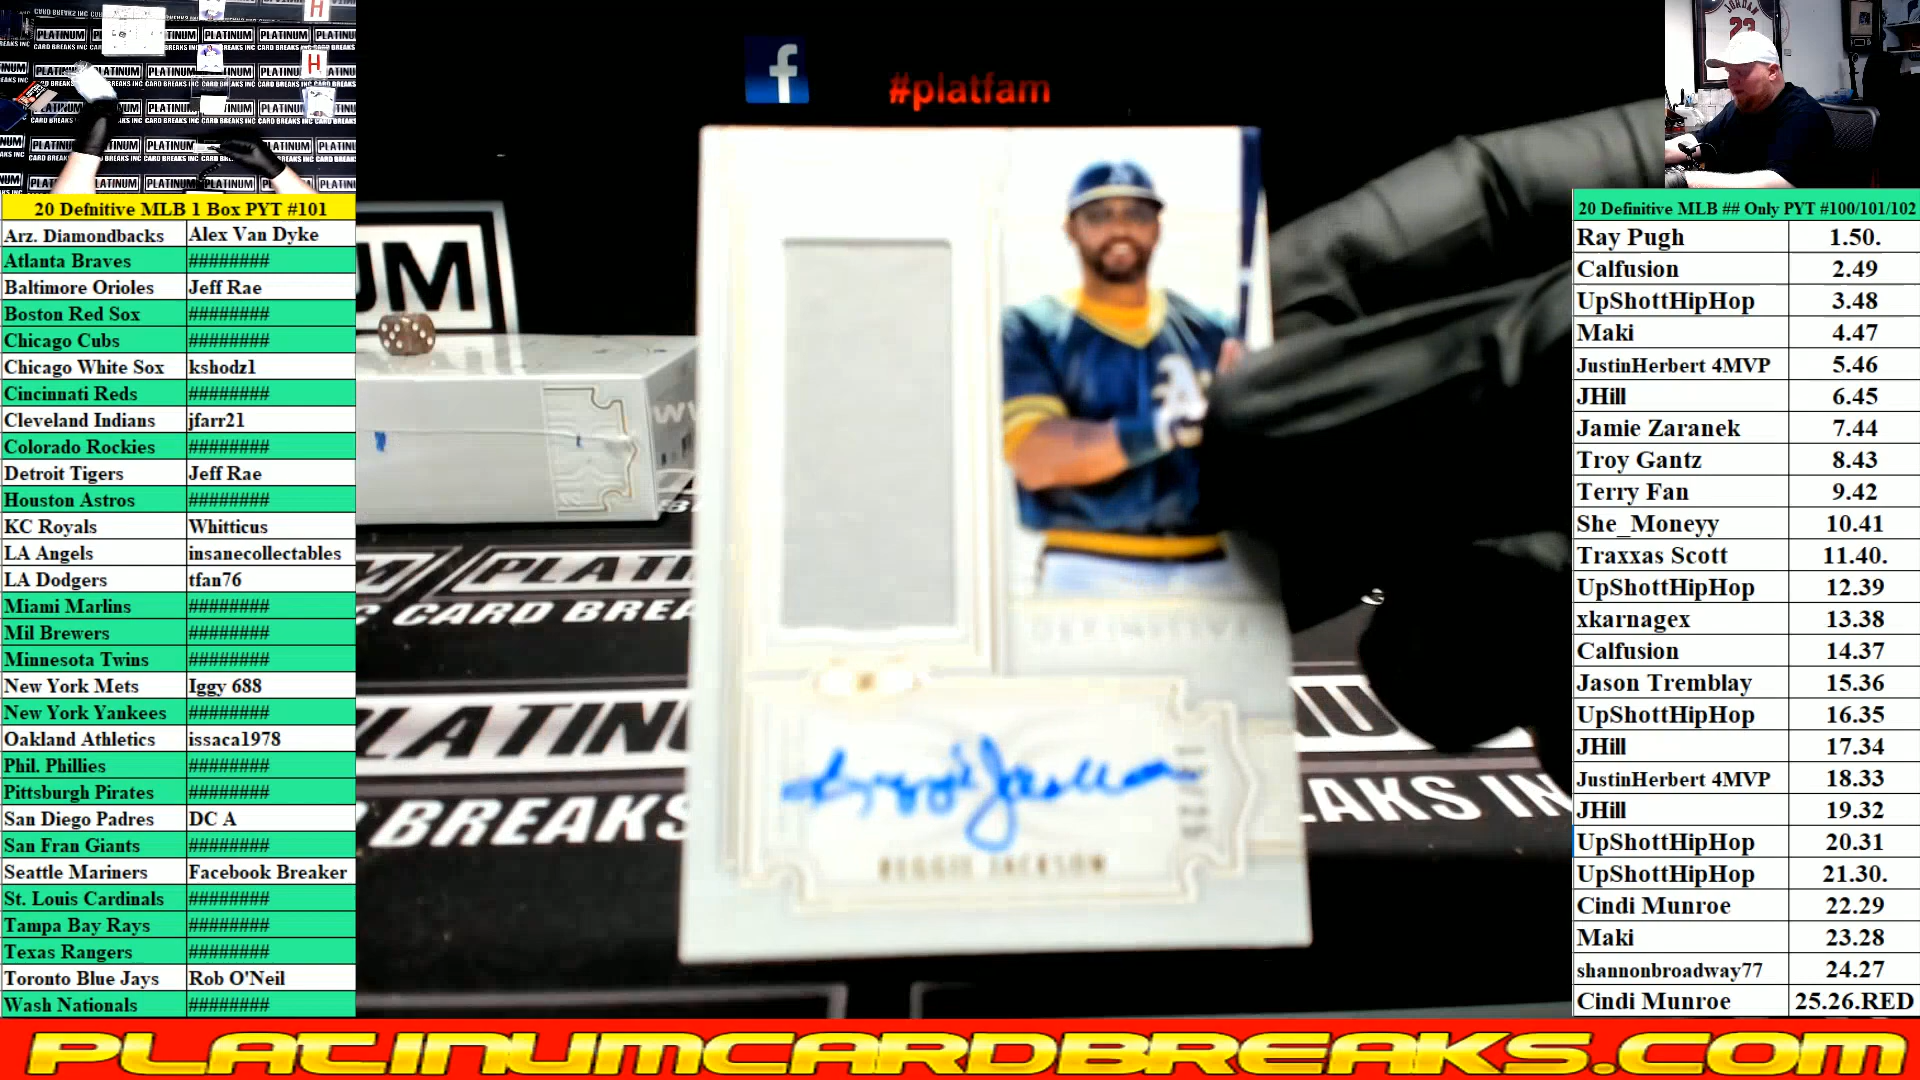 #platfam
20 Defnitive MLB 1 Box PYT #101
Arz. Diamondbacks Alex Van Dyke
Atlanta Braves ########
Baltimore Orioles Jeff Rae
Boston Red Sox ########
Chicago Cubs ########
Chicago White Sox kshodz1
Cincinnati Reds ########
Cleveland Indians jfarr21
Colorado Rockies ########
Detroit Tigers Jeff Rae
Houston Astros ########
KC Royals Whitticus
LA Angels insanecollectables
LA Dodgers tfan76
Miami Marlins ########
Mil Brewers ########
Minnesota Twins ########
New York Mets Iggy 688
New York Yankees ########
Oakland Athletics issaca1978
Phil. Phillies ########
Pittsburgh Pirates ########
San Diego Padres DC A
San Fran Giants ########
Seattle Mariners Facebook Breaker
St. Louis Cardinals ########
Tampa Bay Rays ########
Texas Rangers ########
Toronto Blue Jays Rob O'Neil
Wash Nationals ########
DEFINITIVE
Reggie Jackson
REGGIE JACKSON
20 Definitive MLB ## Only PYT #100/101/102
Ray Pugh 1.50.
Calfusion 2.49
UpShottHipHop 3.48
Maki 4.47
JustinHerbert 4MVP 5.46
JHill 6.45
Jamie Zaranek 7.44
Troy Gantz 8.43
Terry Fan 9.42
She_Moneyy 10.41
Traxxas Scott 11.40.
UpShottHipHop 12.39
xkarnagex 13.38
Calfusion 14.37
Jason Tremblay 15.36
UpShottHipHop 16.35
JHill 17.34
JustinHerbert 4MVP 18.33
JHill 19.32
UpShottHipHop 20.31
UpShottHipHop 21.30.
Cindi Munroe 22.29
Maki 23.28
shannonbroadway77 24.27
Cindi Munroe 25.26.RED
PLATINUMCARDBREAKS.COM